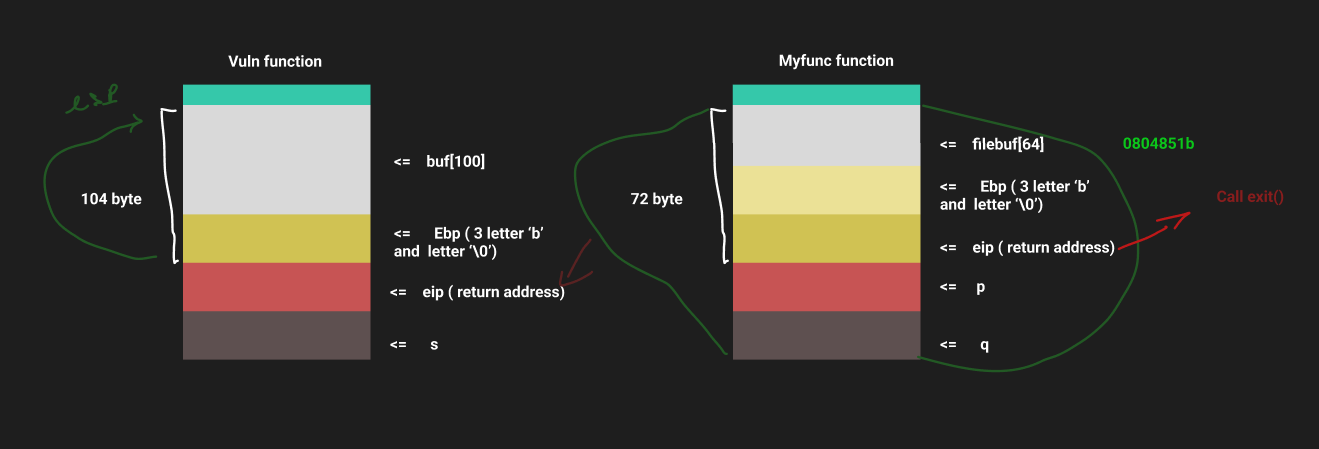 Vuln function
esp
104 byte
<= buf[100]
<= Ebp ( 3 letter ‘b’
and letter ‘\0’)
<= eip ( return address)
<= s
Myfunc function
72 byte
<= filebuf[64]
0804851b
<= Ebp ( 3 letter ‘b’
and letter ‘\0’)
Call exit()
<= eip ( return address)
<= p
<= q